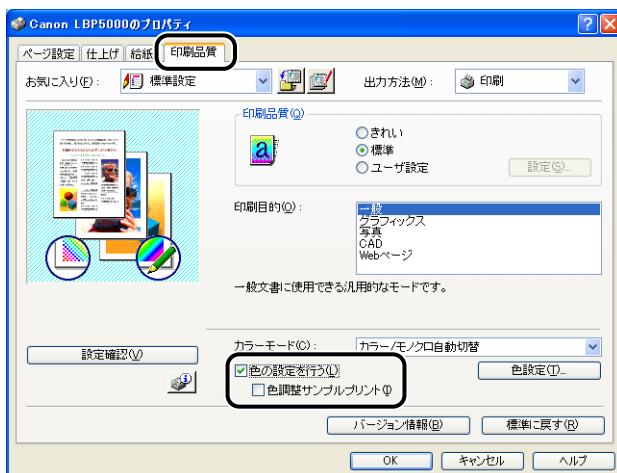 Canon LBP5000のプロパティ
ページ設定 仕上げ 給紙 印刷品質
お気に入り(F): 標準設定 出力方法(M): 印刷
印刷品質(Q)
きれい
標準
ユーザ設定 設定(S)...
a
印刷目的(O):
一般
グラフィックス
写真
CAD
Webページ
一般文書に使用できる汎用的なモードです。
カラーモード(C): カラー/モノクロ自動切替
設定確認(V)
色の設定を行う(L) 色設定(T)...
色調整サンプルプリント(I)
バージョン情報(B) 標準に戻す(R)
OK キャンセル ヘルプ